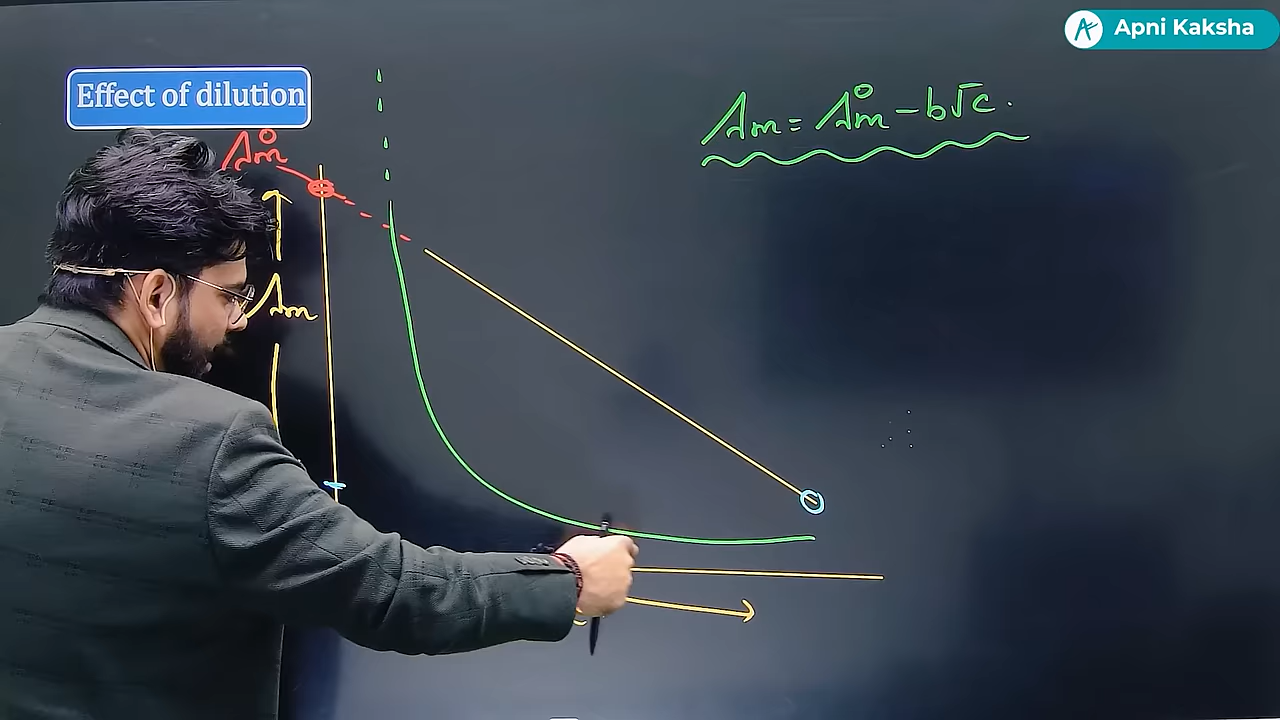 Apni Kaksha
Effect of dilution
Λm = Λ°m − b√c
Λ°m
Λm